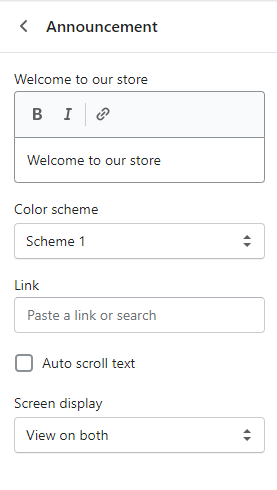 Announcement
Welcome to our store
B I
Welcome to our store
Color scheme
Scheme 1
Link
Paste a link or search
Auto scroll text
Screen display
View on both